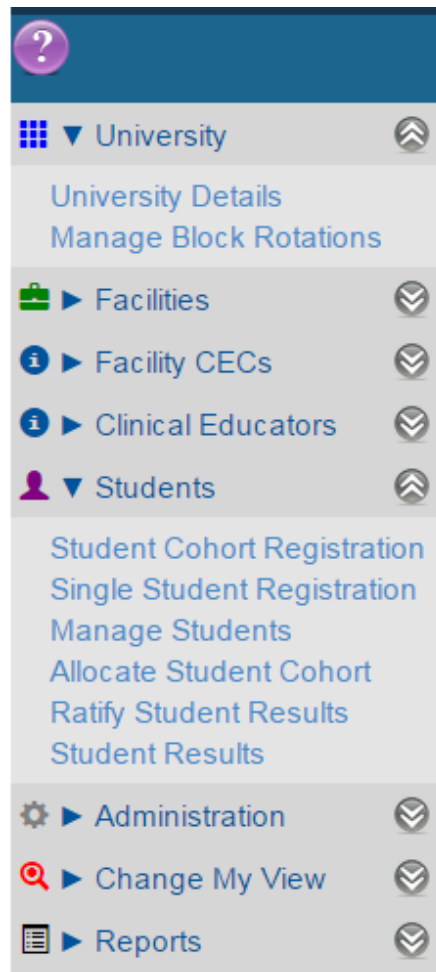 ?
University
University Details
Manage Block Rotations
Facilities
Facility CECs
Clinical Educators
Students
Student Cohort Registration
Single Student Registration
Manage Students
Allocate Student Cohort
Ratify Student Results
Student Results
Administration
Change My View
Reports